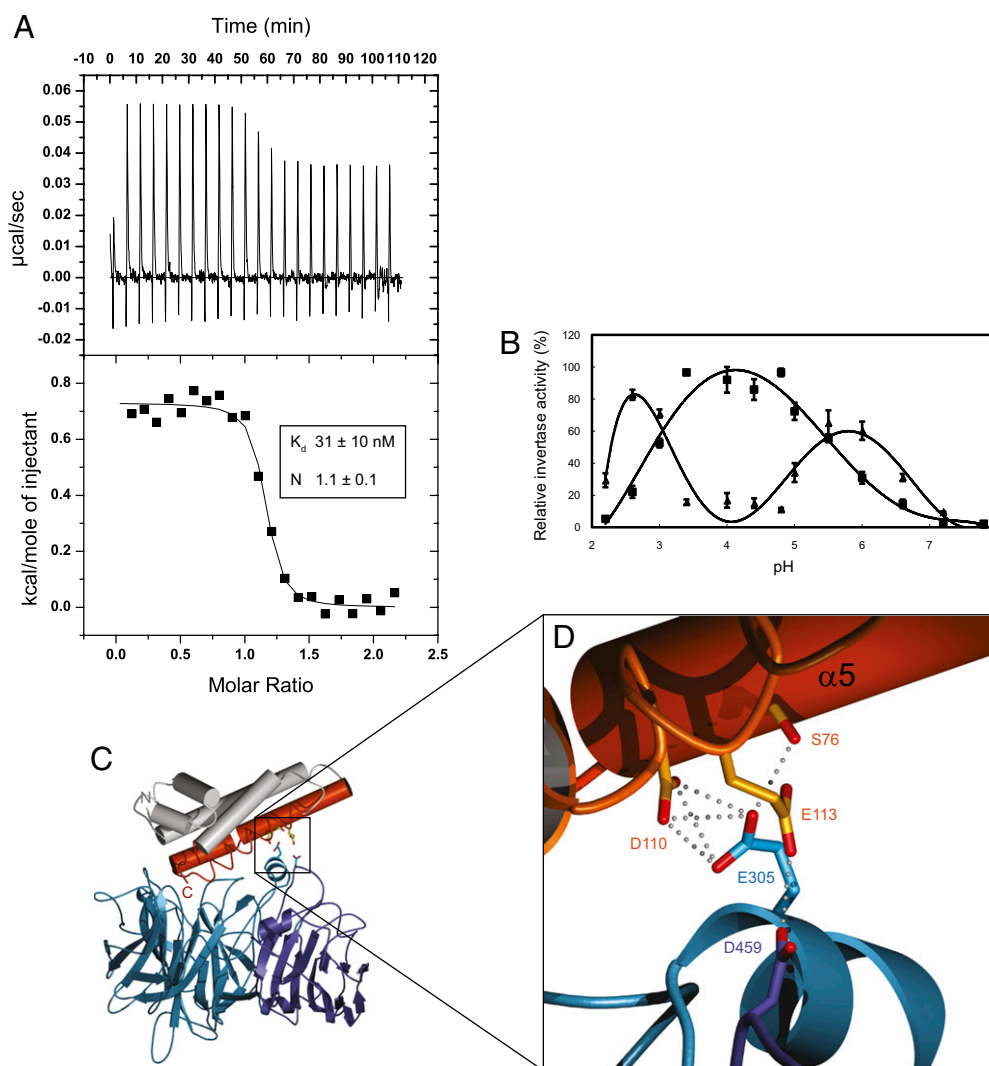 A
Time (min)
-10 0 10 20 30 40 50 60 70 80 90 100 110
0.06
0.05
0.04
0.03
0.02
0.01
0.00
-0.01
-0.02
µcal/sec
0.8
0.6
0.4
0.2
0.0
kcal/mole of injectant
Kd 31 ± 10 nM
N 1.1 ± 0.1
0.0 0.5 1.0 1.5 2.0 2.5
Molar Ratio
B
120
100
80
60
40
20
0
Relative invertase activity (%)
2 3 4 5 6 7
pH
C
N
C
D
α5
S76
D110
E113
E305
D459